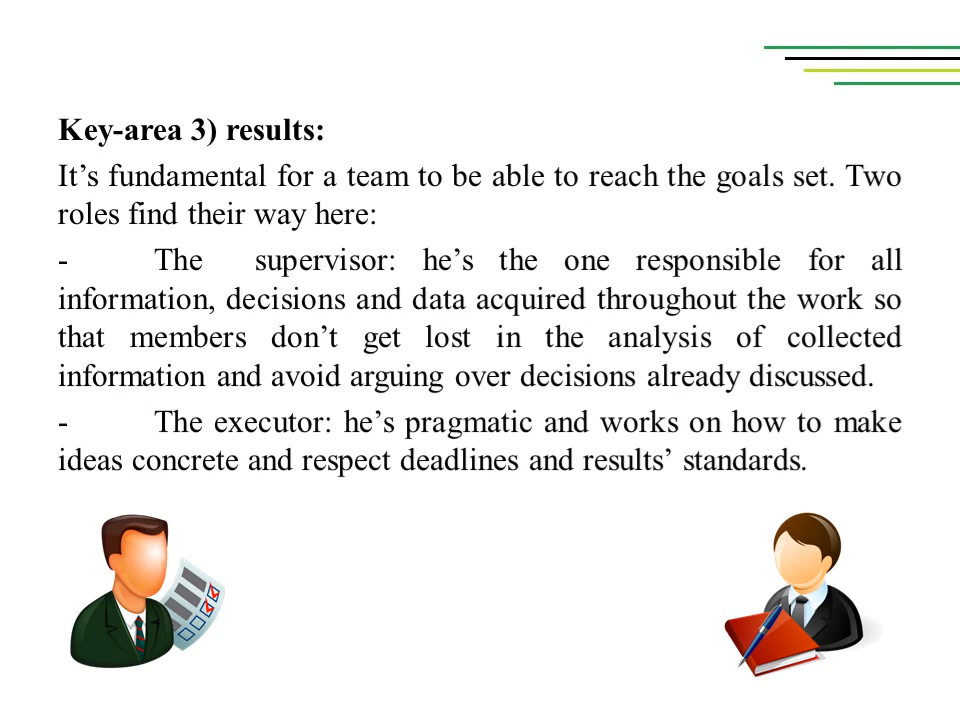 Key-area 3) results:
It’s fundamental for a team to be able to reach the goals set. Two
roles find their way here:
- The supervisor: he’s the one responsible for all
information, decisions and data acquired throughout the work so
that members don’t get lost in the analysis of collected
information and avoid arguing over decisions already discussed.
- The executor: he’s pragmatic and works on how to make
ideas concrete and respect deadlines and results’ standards.